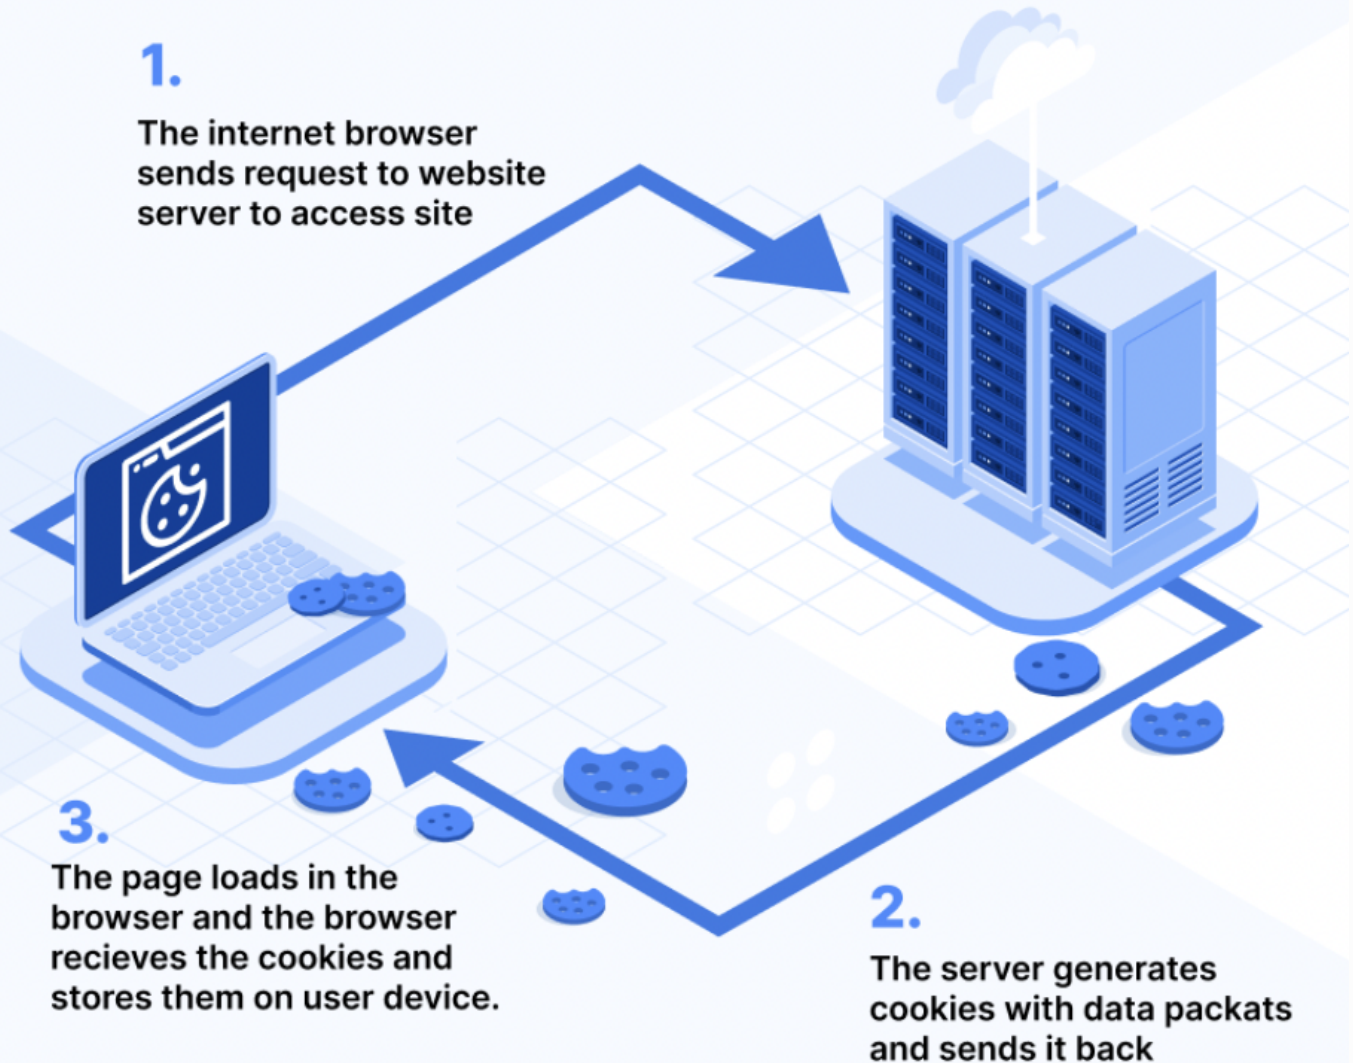 1.
The internet browser
sends request to website
server to access site
2.
The server generates
cookies with data packats
and sends it back
3.
The page loads in the
browser and the browser
recieves the cookies and
stores them on user device.